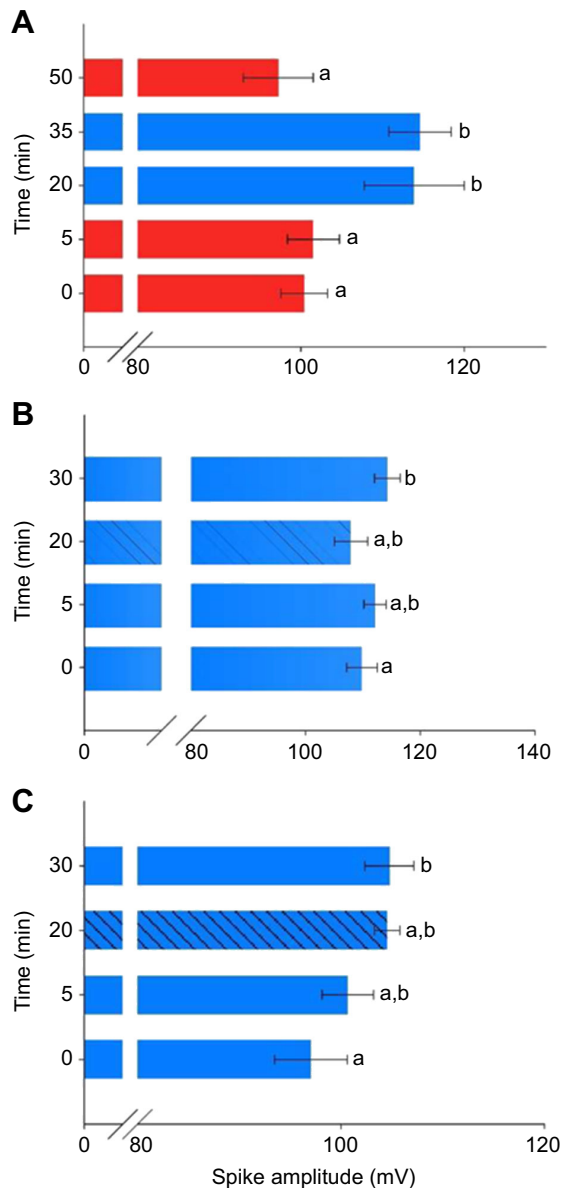 A
Time (min)
50 a
35 b
20 b
5 a
0 a
0 80 100 120
B
Time (min)
30 b
20 a,b
5 a,b
0 a
0 80 100 120 140
C
Time (min)
30 b
20 a,b
5 a,b
0 a
0 80 100 120
Spike amplitude (mV)